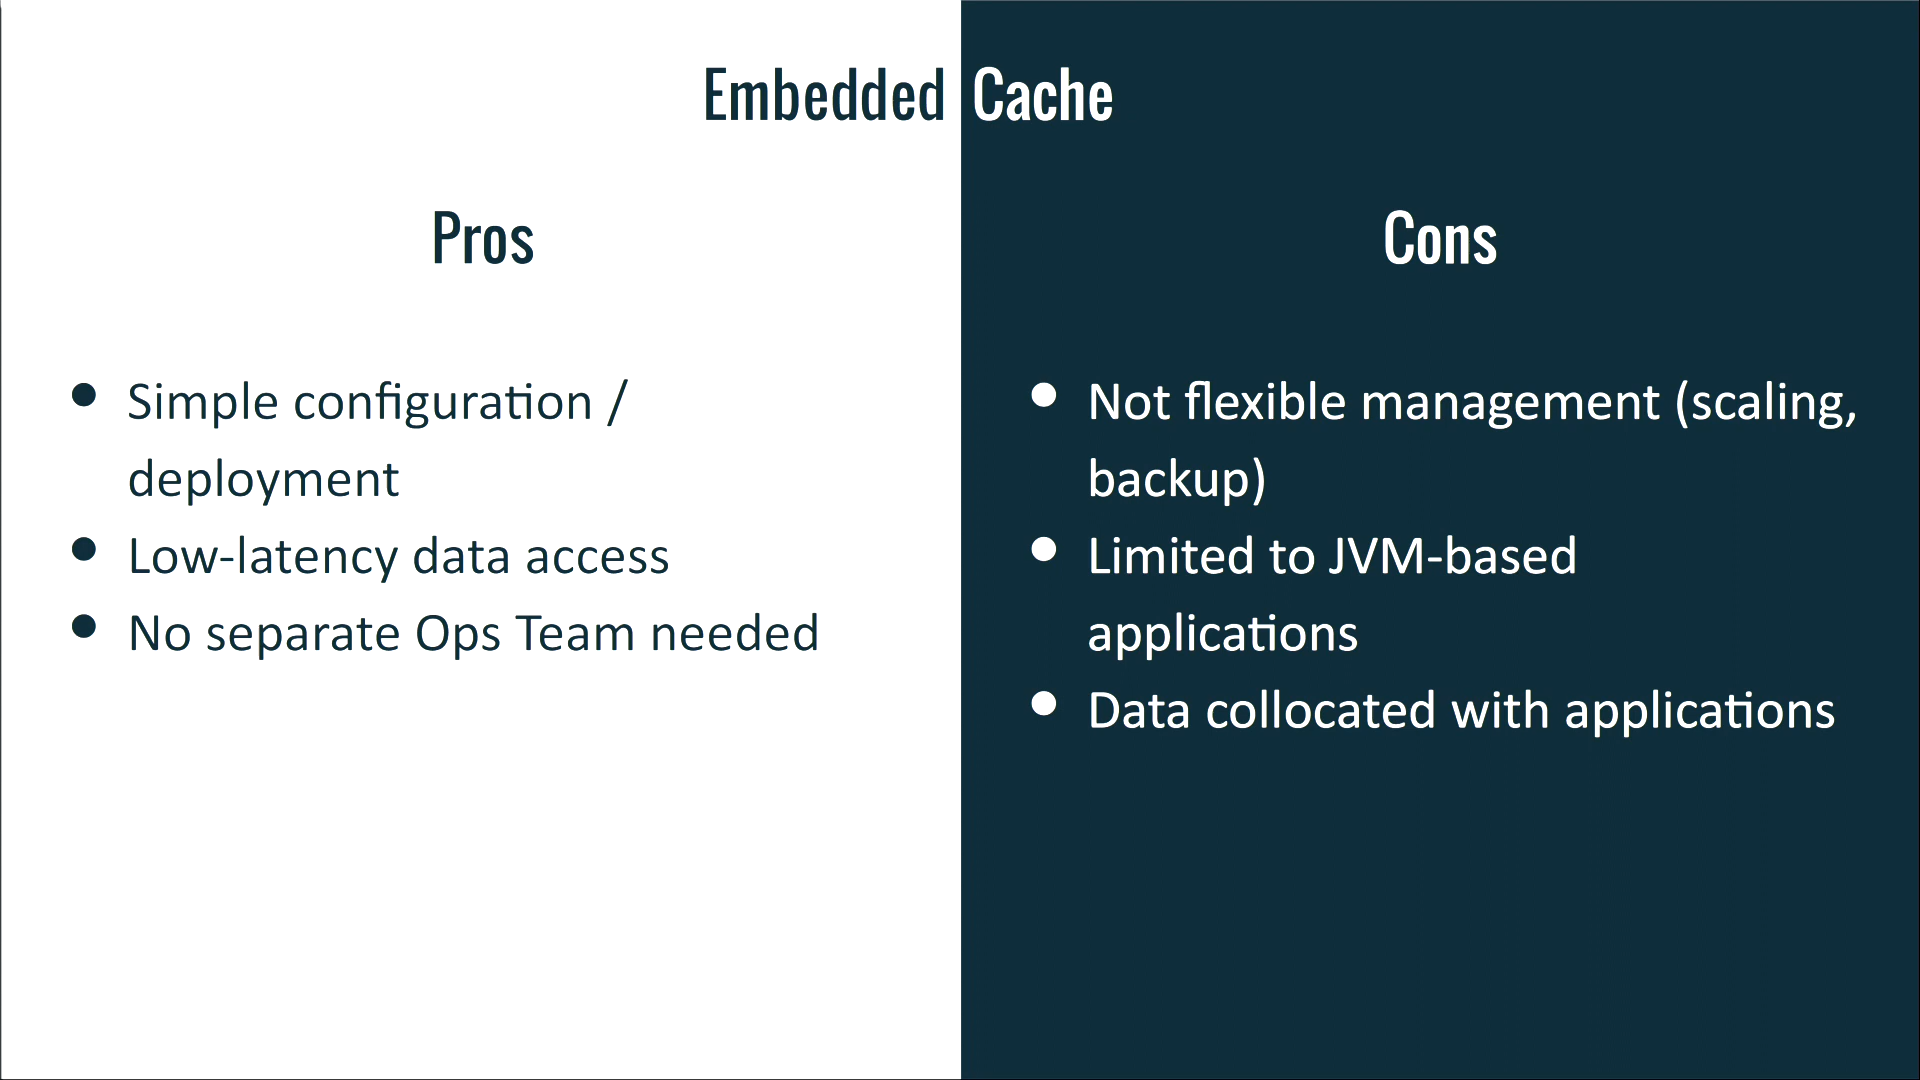 Embedded Cache
Pros
• Simple configuration /
deployment
• Low-latency data access
• No separate Ops Team needed
Cons
• Not flexible management (scaling,
backup)
• Limited to JVM-based
applications
• Data collocated with applications